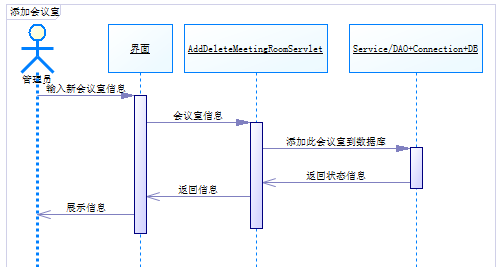 添加会议室
界面
AddDeleteMeetingRoomServlet
Service/DAO+Connection+DB
管理员
输入新会议室信息
会议室信息
添加此会议室到数据库
返回状态信息
返回信息
展示信息